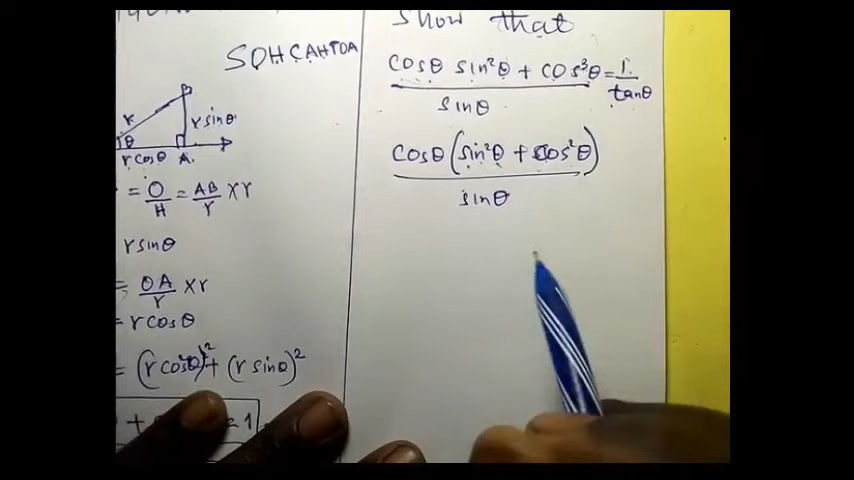 SOHCAHTOA
r
r sinθ
θ
r cosθ A
= O/H = AB/r × r
r sinθ
= OA/r × r
= r cosθ
= (r cosθ)² + (r sinθ)²
= 1
Show that
cosθ sin²θ + cos³θ / sinθ = 1/tanθ
cosθ (sin²θ + cos²θ) / sinθ